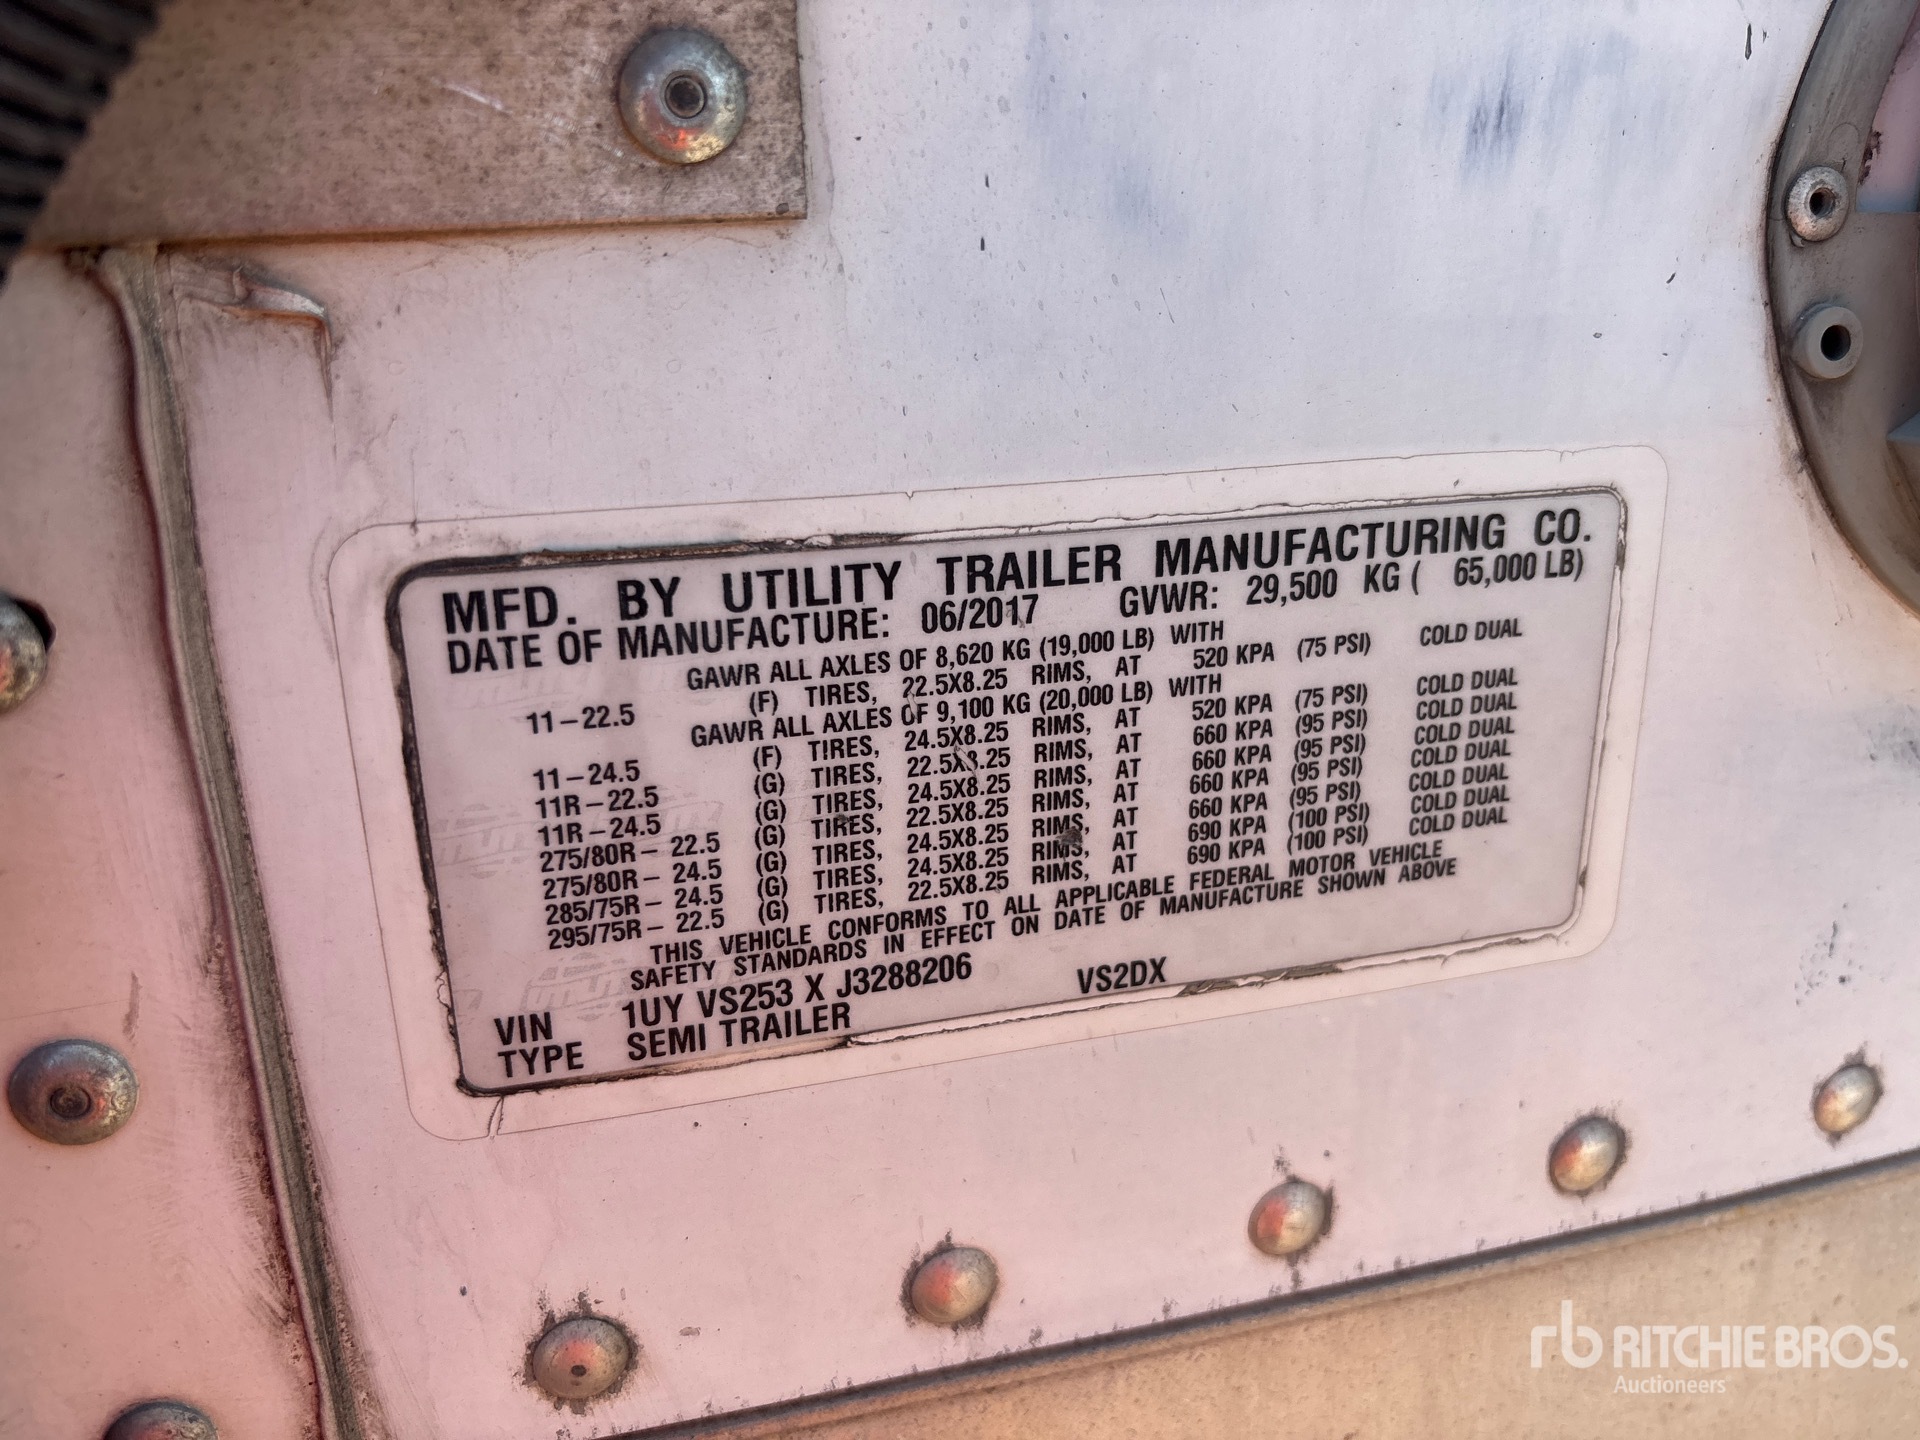 MFD. BY UTILITY TRAILER MANUFACTURING CO.
DATE OF MANUFACTURE: 06/2017 GVWR: 29,500 KG ( 65,000 LB)
GAWR ALL AXLES OF 8,620 KG (19,000 LB) WITH
11-22.5 (F) TIRES, 22.5X8.25 RIMS, AT 520 KPA (75 PSI) COLD DUAL
GAWR ALL AXLES OF 9,100 KG (20,000 LB) WITH
11-24.5 (F) TIRES, 24.5X8.25 RIMS, AT 520 KPA (75 PSI) COLD DUAL
11R-22.5 (G) TIRES, 22.5X8.25 RIMS, AT 660 KPA (95 PSI) COLD DUAL
11R-24.5 (G) TIRES, 24.5X8.25 RIMS, AT 660 KPA (95 PSI) COLD DUAL
275/80R- 22.5 (G) TIRES, 22.5X8.25 RIMS, AT 660 KPA (95 PSI) COLD DUAL
275/80R- 24.5 (G) TIRES, 24.5X8.25 RIMS, AT 660 KPA (95 PSI) COLD DUAL
285/75R- 24.5 (G) TIRES, 24.5X8.25 RIMS, AT 690 KPA (100 PSI) COLD DUAL
295/75R- 22.5 (G) TIRES, 22.5X8.25 RIMS, AT 690 KPA (100 PSI) COLD DUAL
THIS VEHICLE CONFORMS TO ALL APPLICABLE FEDERAL MOTOR VEHICLE
SAFETY STANDARDS IN EFFECT ON DATE OF MANUFACTURE SHOWN ABOVE
VIN 1UY VS253 X J3288206 VS2DX
TYPE SEMI TRAILER
rb RITCHIE BROS.
Auctioneers